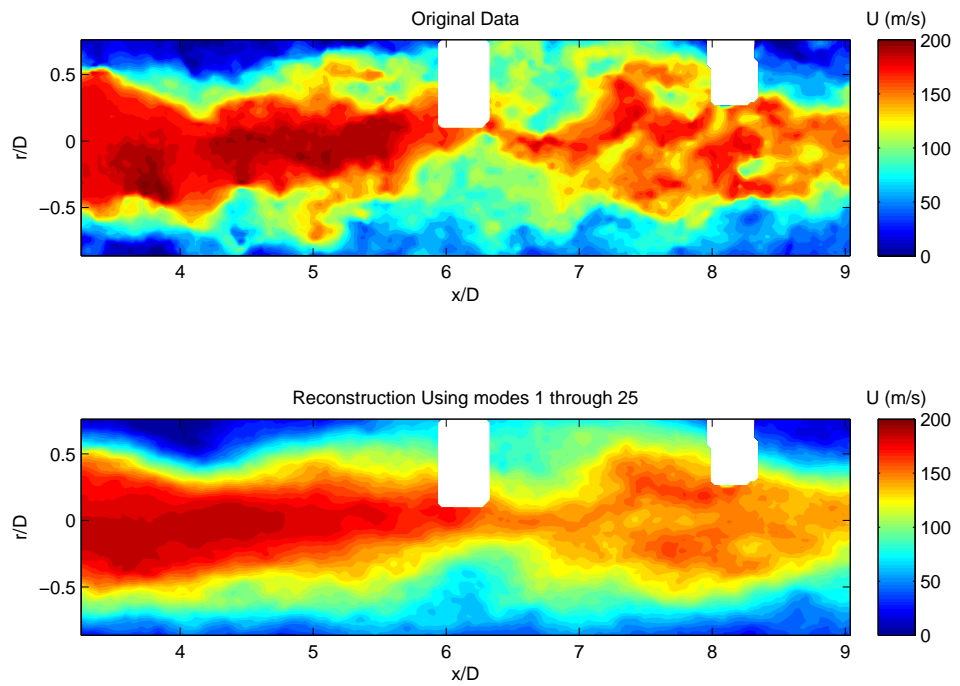 Original Data
U (m/s)
200
150
100
50
0
0.5
0
−0.5
r/D
4 5 6 7 8 9
x/D
Reconstruction Using modes 1 through 25
U (m/s)
200
150
100
50
0
0.5
0
−0.5
r/D
4 5 6 7 8 9
x/D